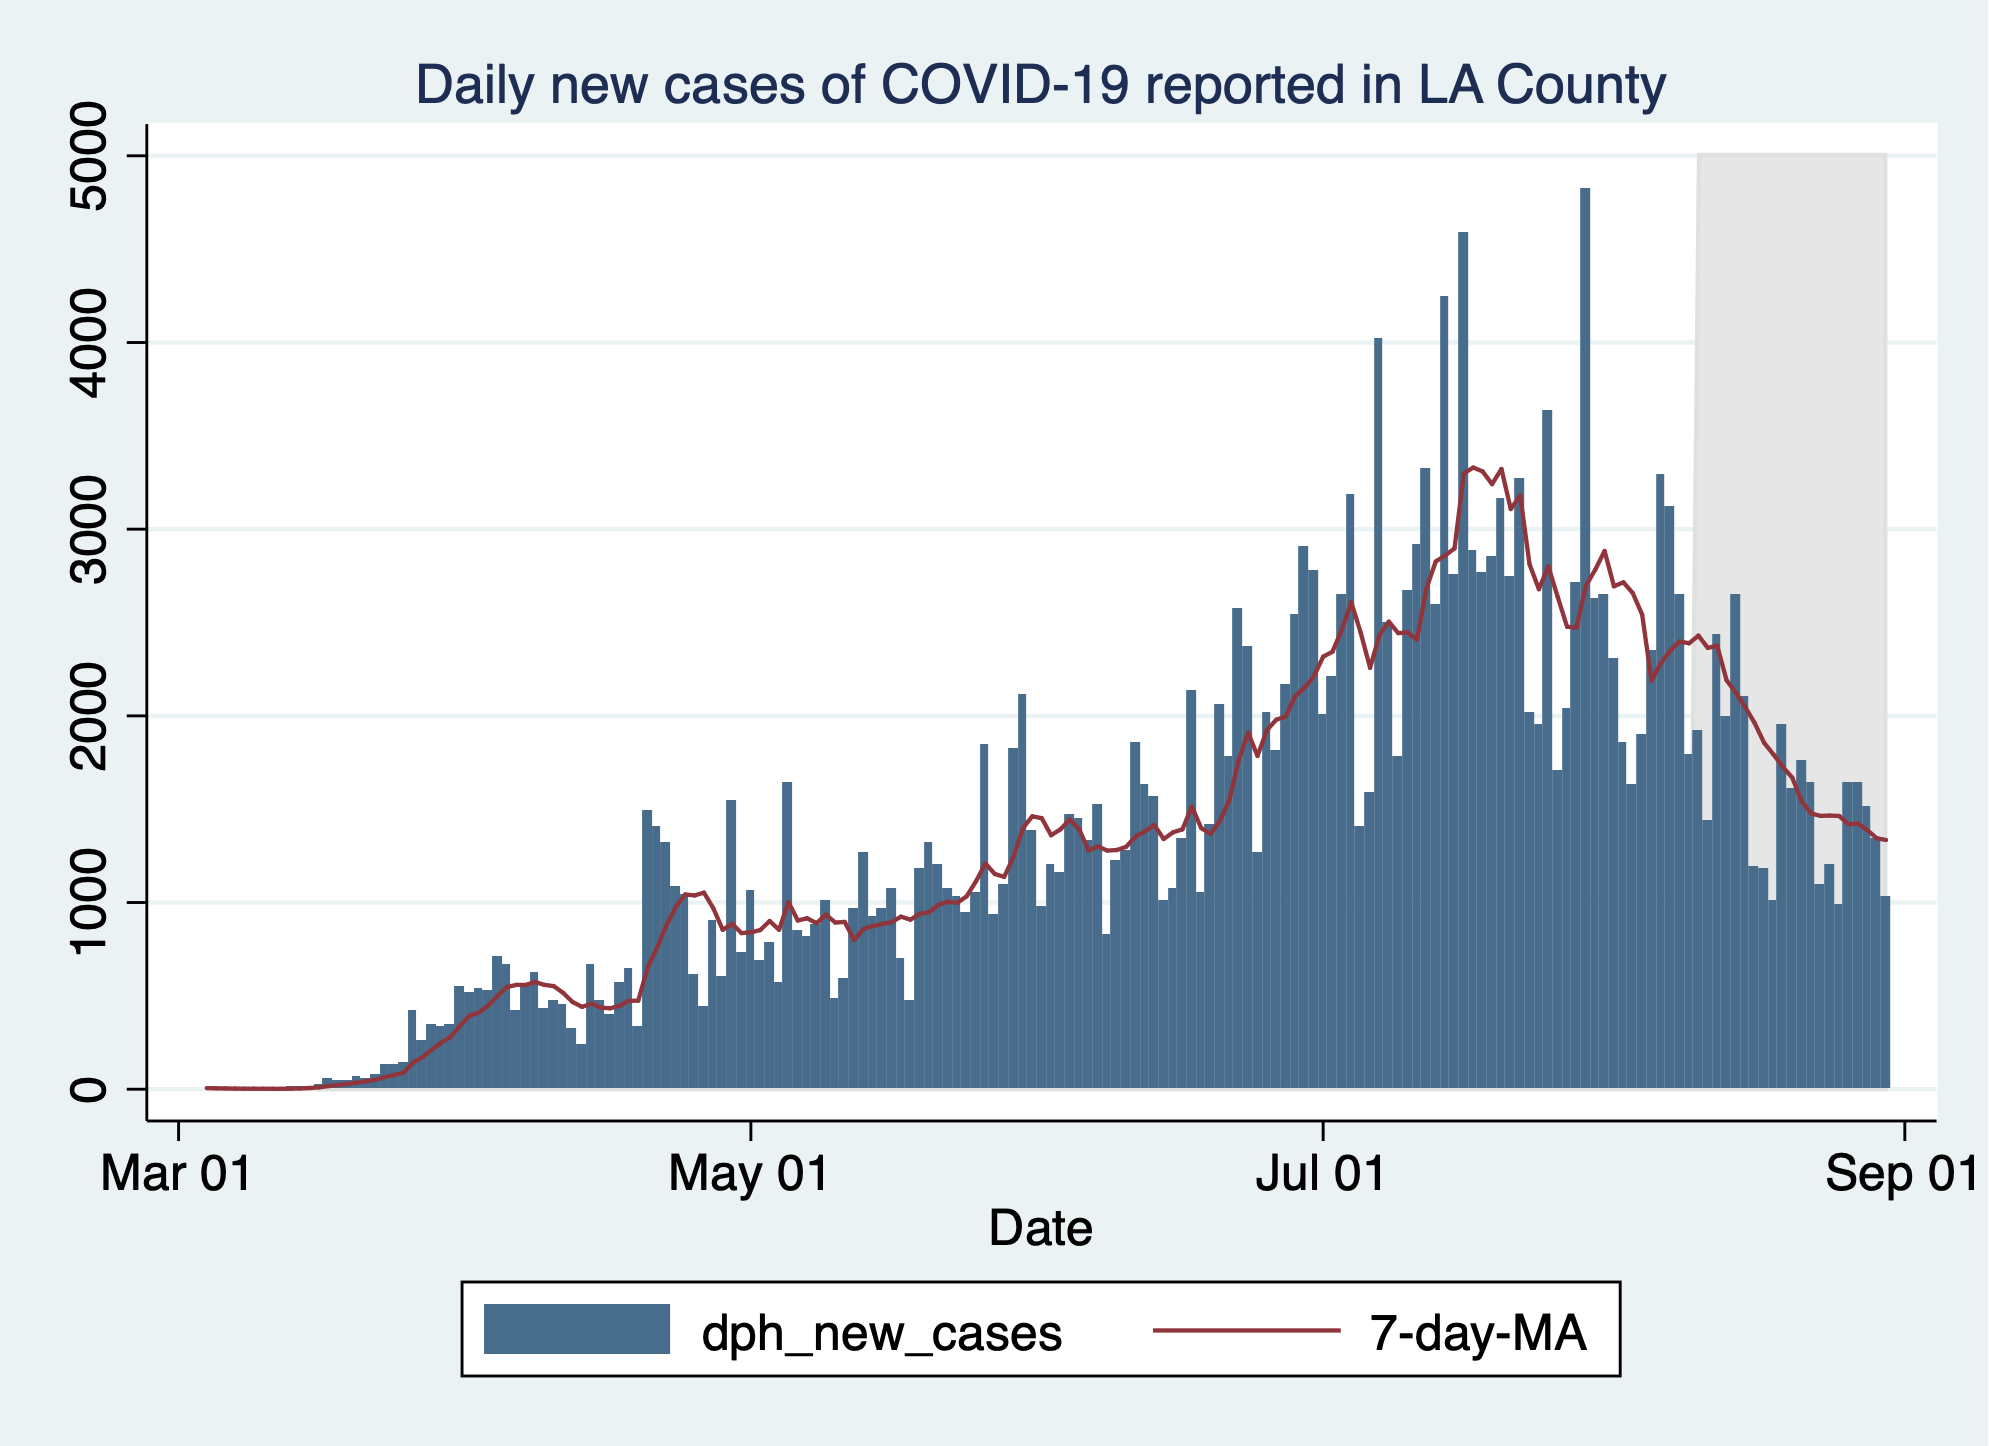 Daily new cases of COVID-19 reported in LA County
5000
4000
3000
2000
1000
0
Mar 01 May 01 Jul 01 Sep 01
Date
dph_new_cases 7-day-MA